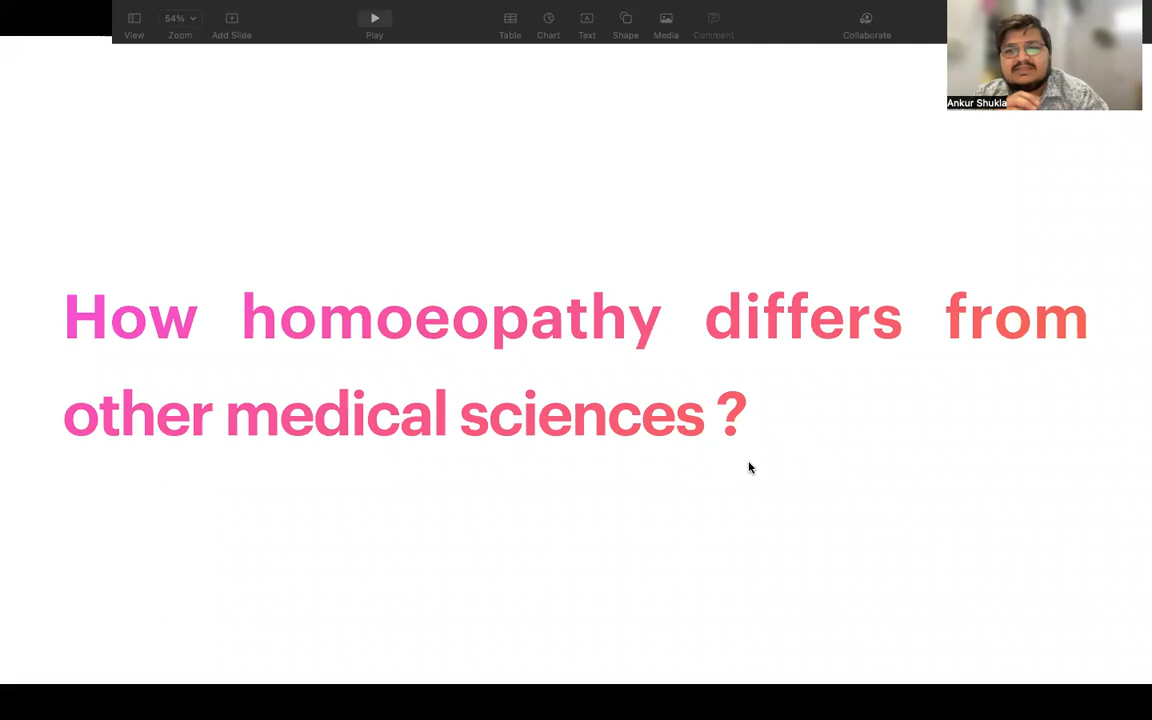 54%
View
Zoom
Add Slide
Play
Table
Chart
Text
Shape
Media
Comment
Collaborate
Ankur Shukla
How homoeopathy differs from
other medical sciences ?